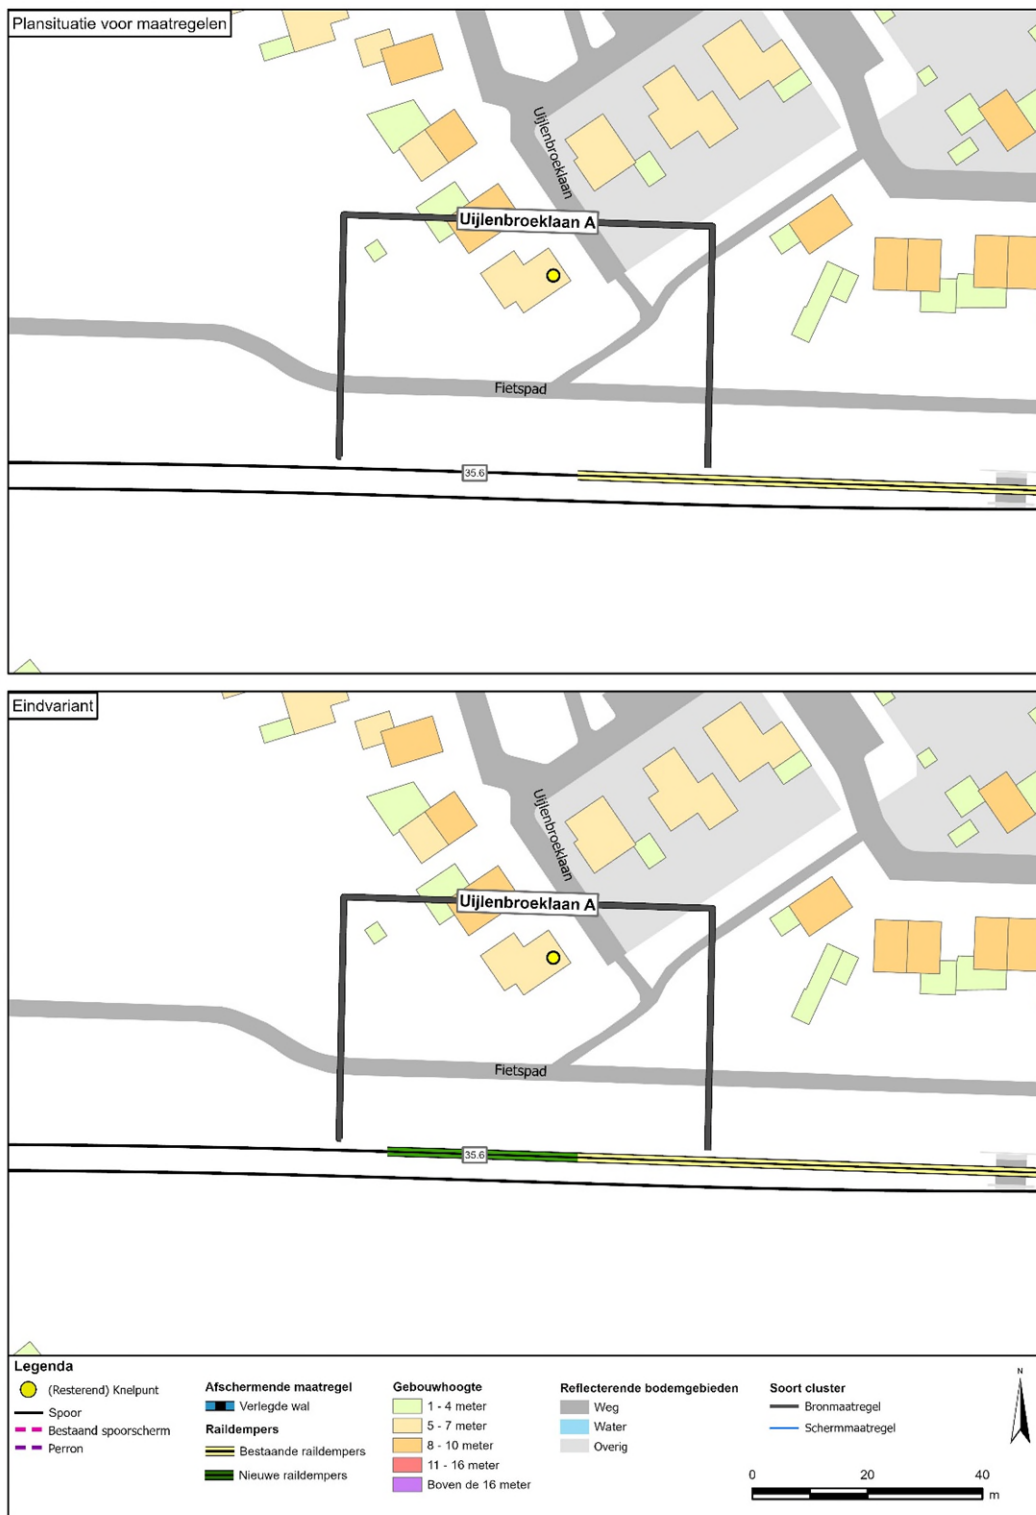 Plansituatie voor maatregelen
Uijlenbroeklaan
Uijlenbroeklaan A
Fietspad
35.6
Eindvariant
Uijlenbroeklaan
Uijlenbroeklaan A
Fietspad
35.6
Legenda
(Resterend) Knelpunt
Spoor
Bestaand spoorscherm
Perron
Afschermende maatregel
Verlegde wal
Raildempers
Bestaande raildempers
Nieuwe raildempers
Gebouwhoogte
1 - 4 meter
5 - 7 meter
8 - 10 meter
11 - 16 meter
Boven de 16 meter
Reflecterende bodemgebieden
Weg
Water
Overig
Soort cluster
Bronmaatregel
Schermmaatregel
N
0 20 40
m